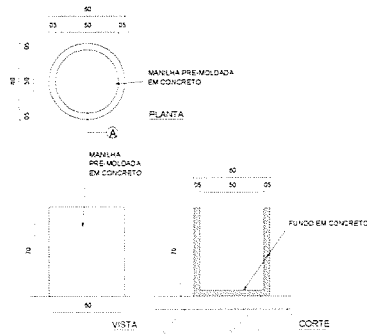 60
05 50 05
05
60 50
05
MANILHA PRE-MOLDADA
EM CONCRETO
PLANTA
A
MANILHA
PRE-MOLDADA
EM CONCRETO
60
05 50 05
FUNDO EM CONCRETO
70
70
60
VISTA
CORTE